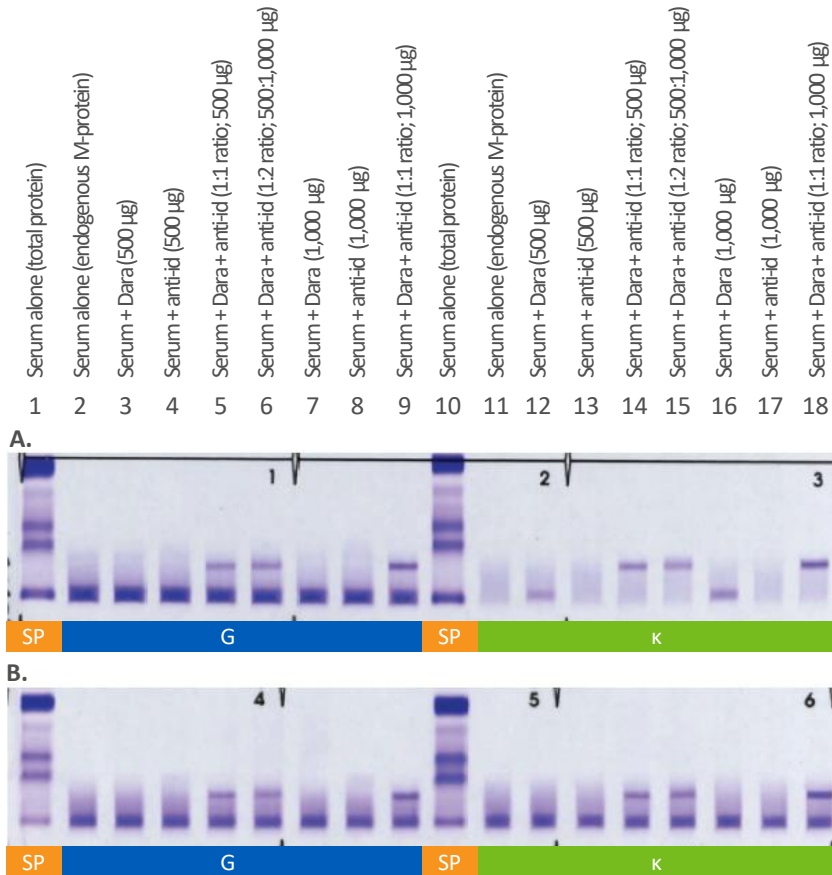 Serum alone (total protein)
Serum alone (endogenous M-protein)
Serum + Dara (500 µg)
Serum + anti-id (500 µg)
Serum + Dara + anti-id (1:1 ratio; 500 µg)
Serum + Dara + anti-id (1:2 ratio; 500:1,000 µg)
Serum + Dara (1,000 µg)
Serum + anti-id (1,000 µg)
Serum + Dara + anti-id (1:1 ratio; 1,000 µg)
Serum alone (total protein)
Serum alone (endogenous M-protein)
Serum + Dara (500 µg)
Serum + anti-id (500 µg)
Serum + Dara + anti-id (1:1 ratio; 500 µg)
Serum + Dara + anti-id (1:2 ratio; 500:1,000 µg)
Serum + Dara (1,000 µg)
Serum + anti-id (1,000 µg)
Serum + Dara + anti-id (1:1 ratio; 1,000 µg)
1 2 3 4 5 6 7 8 9 10 11 12 13 14 15 16 17 18
A.
1 2 3
SP G SP κ
B.
4 5 6
SP G SP κ